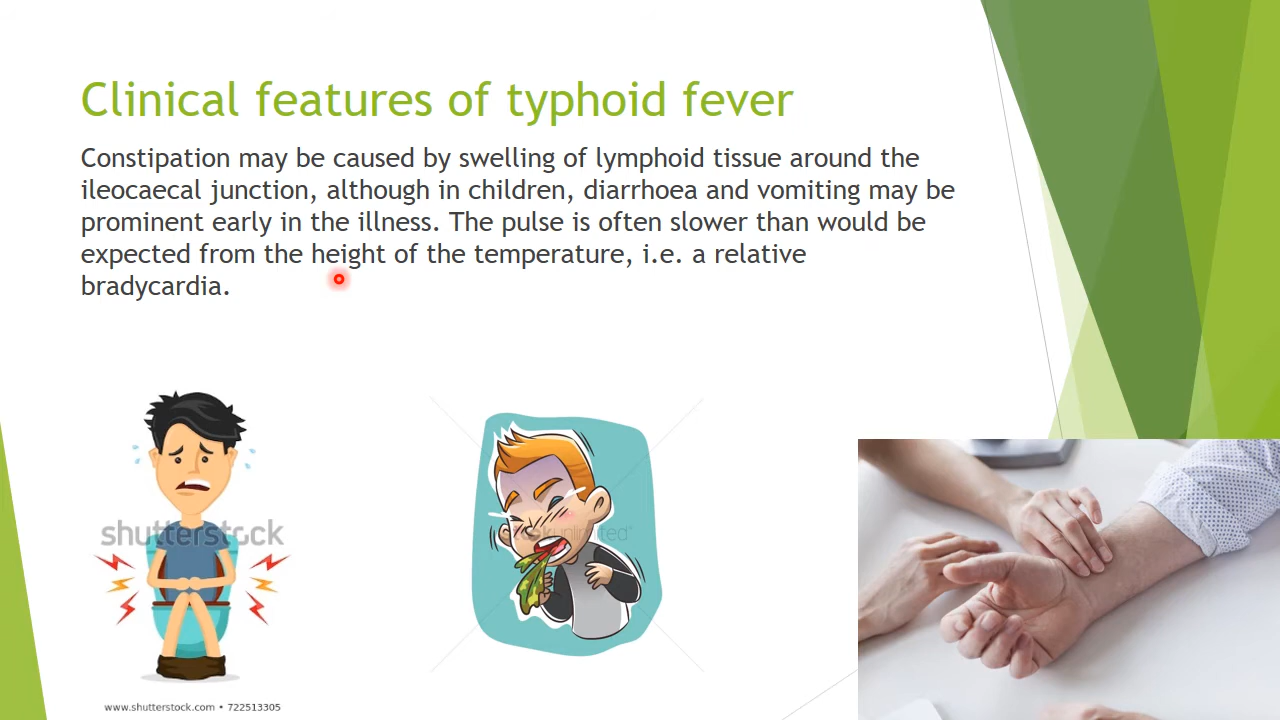 Clinical features of typhoid fever
Constipation may be caused by swelling of lymphoid tissue around the
ileocaecal junction, although in children, diarrhoea and vomiting may be
prominent early in the illness. The pulse is often slower than would be
expected from the height of the temperature, i.e. a relative
bradycardia.
shutterstock
www.shutterstock.com • 722513305